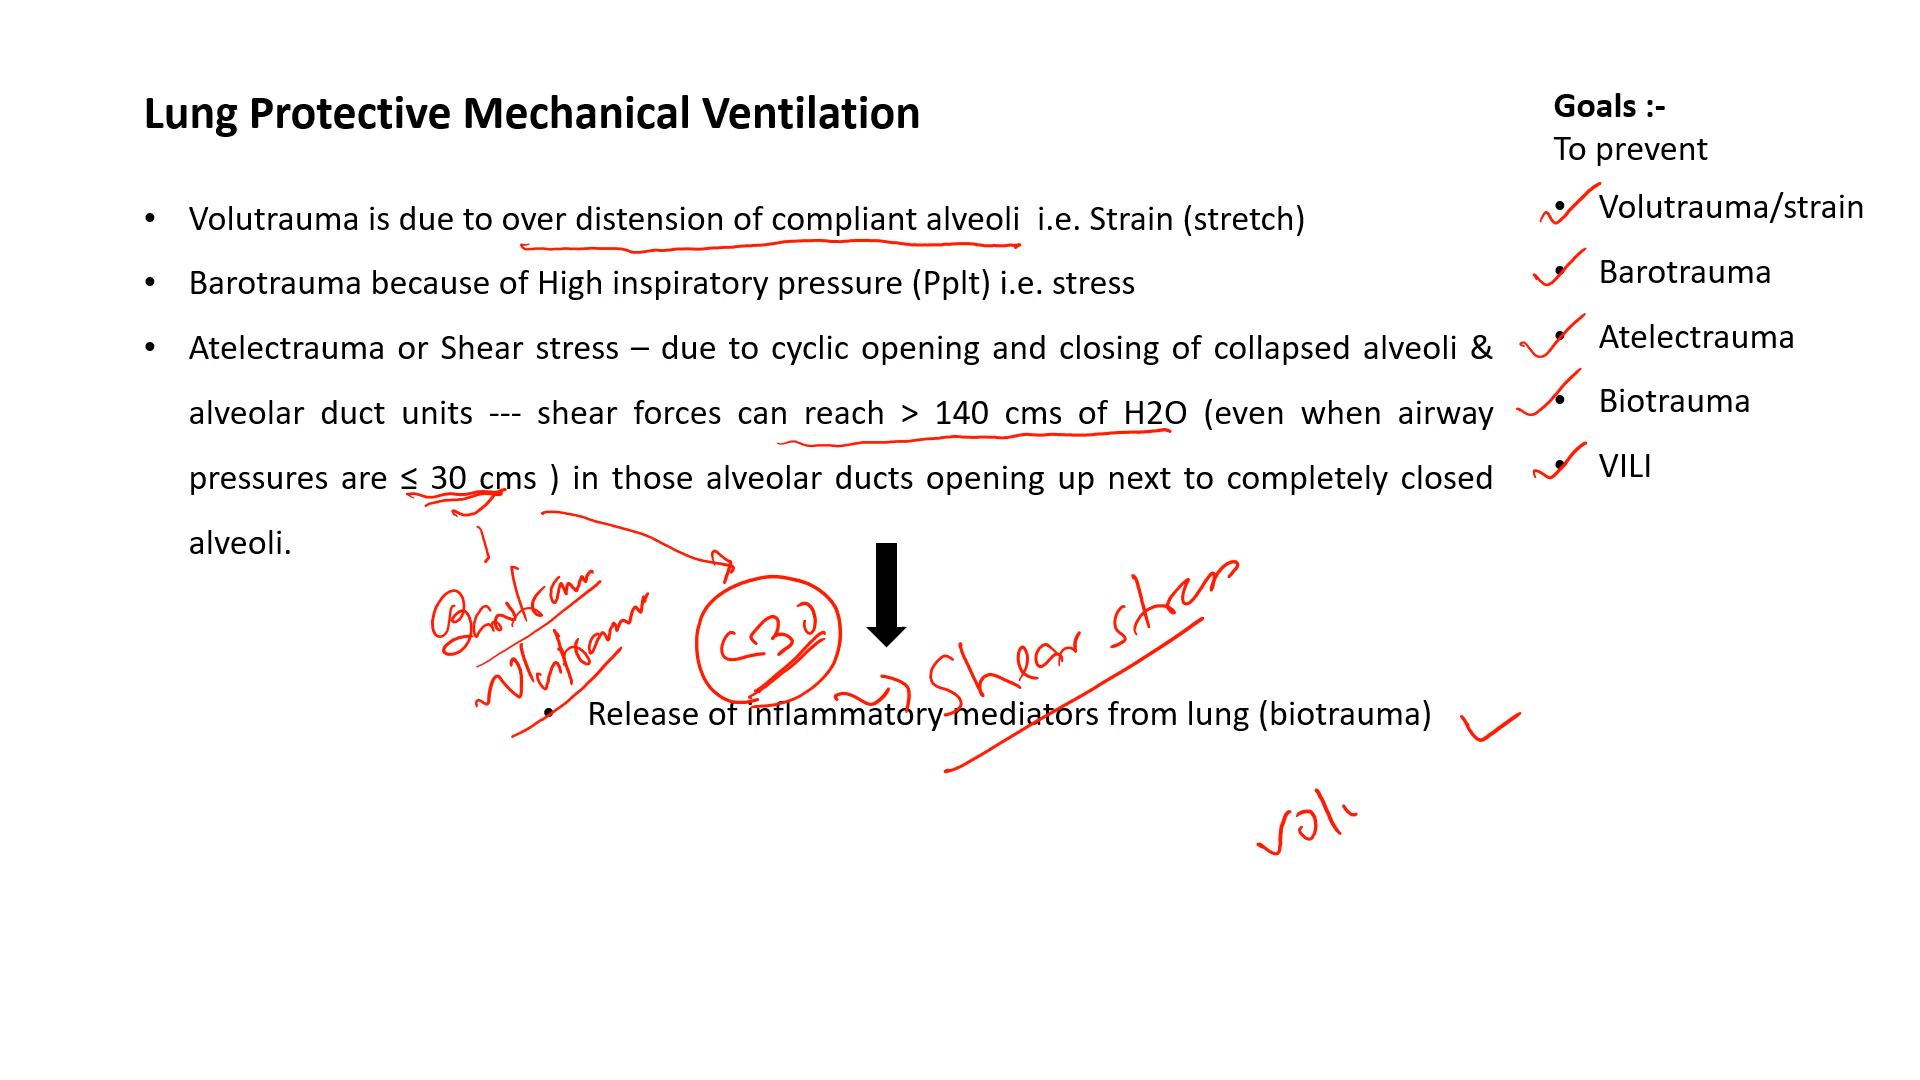 Lung Protective Mechanical Ventilation
• Volutrauma is due to over distension of compliant alveoli i.e. Strain (stretch)
• Barotrauma because of High inspiratory pressure (Pplt) i.e. stress
• Atelectrauma or Shear stress – due to cyclic opening and closing of collapsed alveoli &
alveolar duct units --- shear forces can reach > 140 cms of H2O (even when airway
pressures are ≤ 30 cms ) in those alveolar ducts opening up next to completely closed
alveoli.
<30
Shear stress
• Release of inflammatory mediators from lung (biotrauma)
Goals :-
To prevent
• Volutrauma/strain
• Barotrauma
• Atelectrauma
• Biotrauma
• VILI